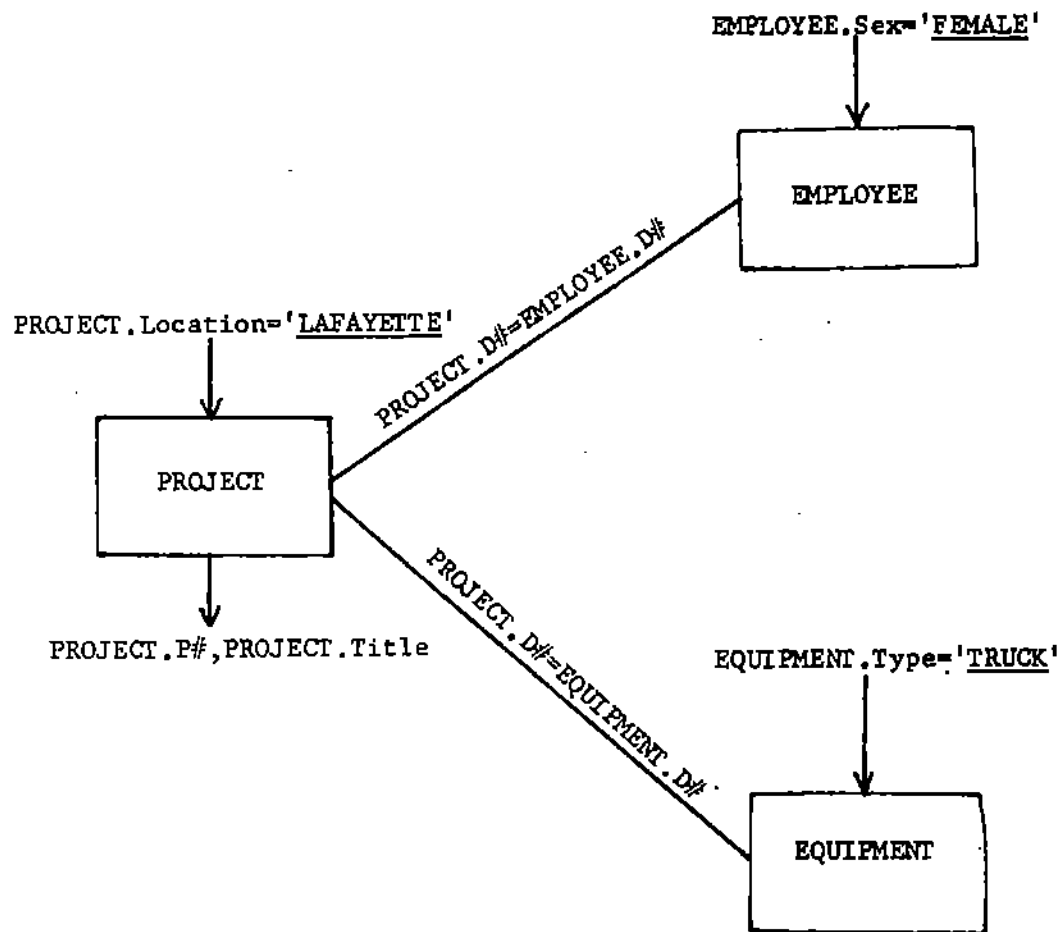 EMPLOYEE.Sex='FEMALE'
EMPLOYEE
PROJECT.D#=EMPLOYEE.D#
PROJECT.Location='LAFAYETTE'
PROJECT
PROJECT.D#=EQUIPMENT.D#
PROJECT.P#,PROJECT.Title
EQUIPMENT.Type='TRUCK'
EQUIPMENT